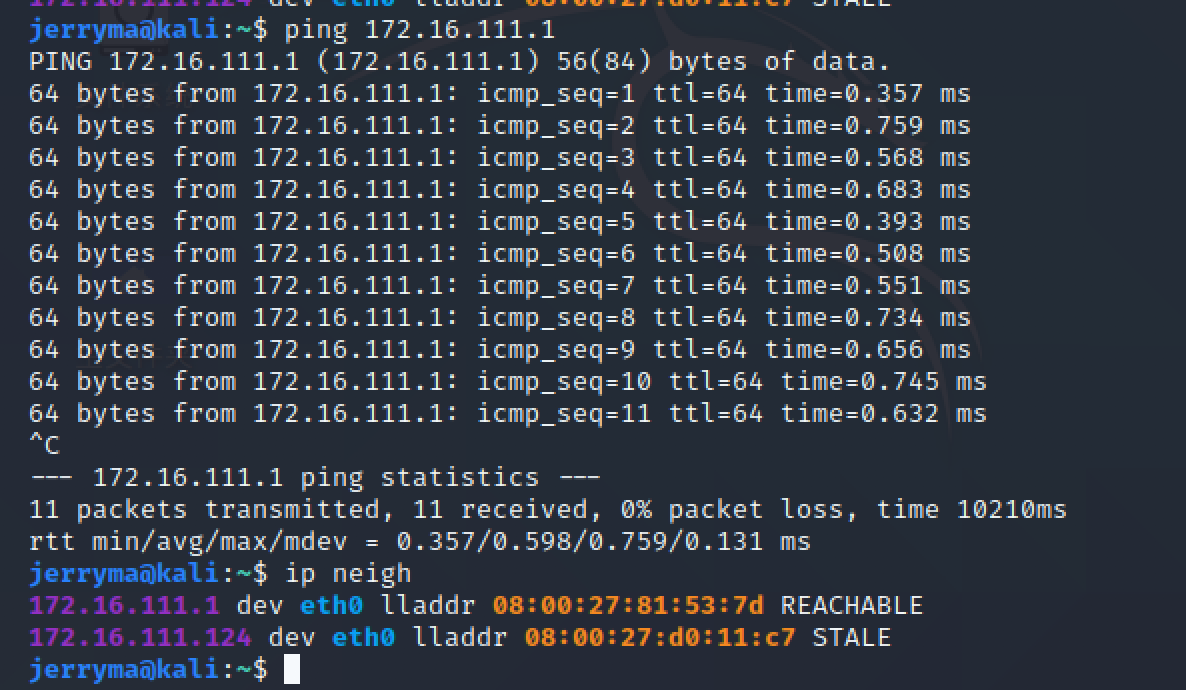 172.16.111.124 dev eth0 lladdr 08:00:27:d0:11:c7 STALE
jerryma@kali:~$ ping 172.16.111.1
PING 172.16.111.1 (172.16.111.1) 56(84) bytes of data.
64 bytes from 172.16.111.1: icmp_seq=1 ttl=64 time=0.357 ms
64 bytes from 172.16.111.1: icmp_seq=2 ttl=64 time=0.759 ms
64 bytes from 172.16.111.1: icmp_seq=3 ttl=64 time=0.568 ms
64 bytes from 172.16.111.1: icmp_seq=4 ttl=64 time=0.683 ms
64 bytes from 172.16.111.1: icmp_seq=5 ttl=64 time=0.393 ms
64 bytes from 172.16.111.1: icmp_seq=6 ttl=64 time=0.508 ms
64 bytes from 172.16.111.1: icmp_seq=7 ttl=64 time=0.551 ms
64 bytes from 172.16.111.1: icmp_seq=8 ttl=64 time=0.734 ms
64 bytes from 172.16.111.1: icmp_seq=9 ttl=64 time=0.656 ms
64 bytes from 172.16.111.1: icmp_seq=10 ttl=64 time=0.745 ms
64 bytes from 172.16.111.1: icmp_seq=11 ttl=64 time=0.632 ms
^C
--- 172.16.111.1 ping statistics ---
11 packets transmitted, 11 received, 0% packet loss, time 10210ms
rtt min/avg/max/mdev = 0.357/0.598/0.759/0.131 ms
jerryma@kali:~$ ip neigh
172.16.111.1 dev eth0 lladdr 08:00:27:81:53:7d REACHABLE
172.16.111.124 dev eth0 lladdr 08:00:27:d0:11:c7 STALE
jerryma@kali:~$